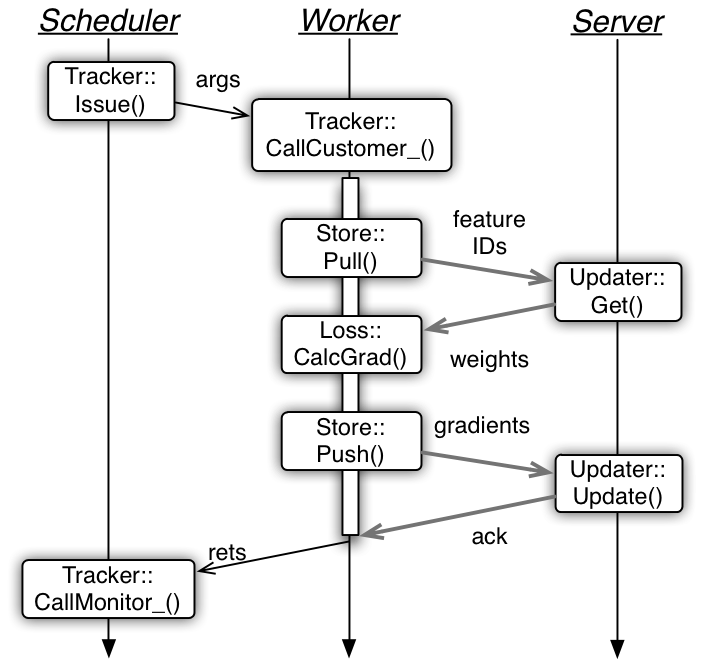 Scheduler
Worker
Server
Tracker::
Issue()
args
Tracker::
CallCustomer_()
Store::
Pull()
feature
IDs
Updater::
Get()
Loss::
CalcGrad()
weights
Store::
Push()
gradients
Updater::
Update()
ack
rets
Tracker::
CallMonitor_()